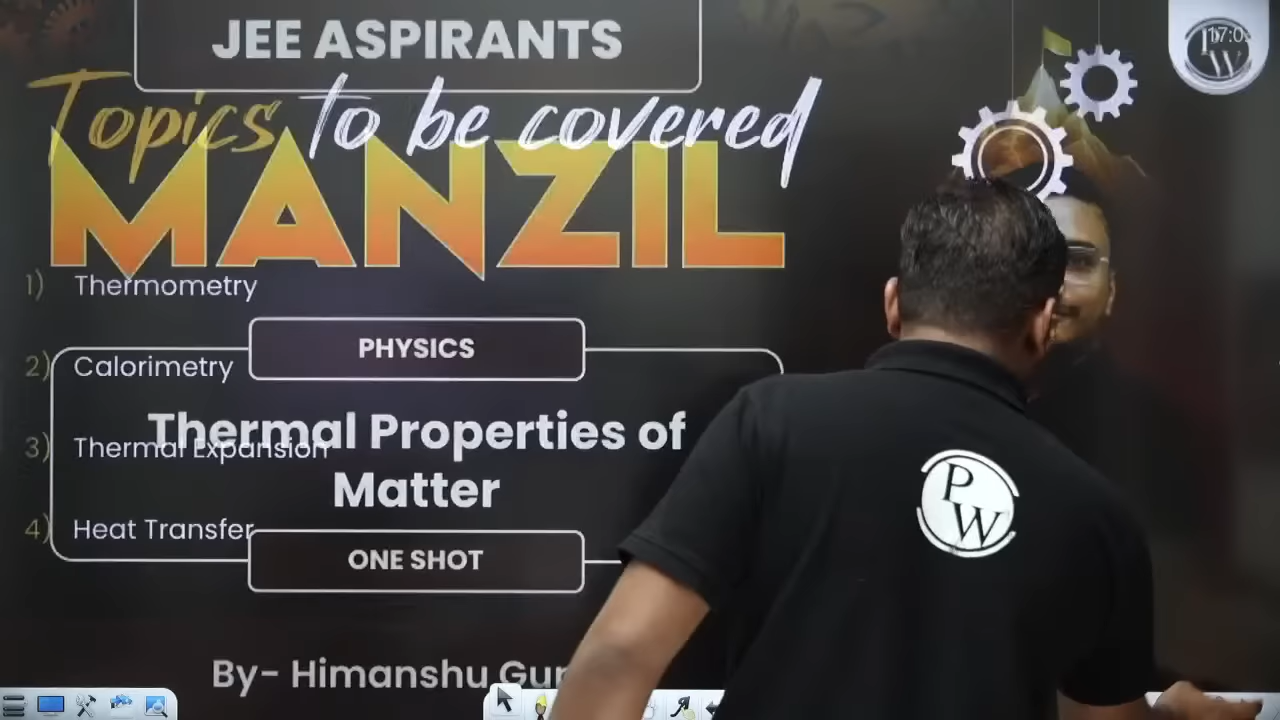 JEE ASPIRANTS
Topics to be covered
MANZIL
1) Thermometry
PHYSICS
2) Calorimetry
Thermal Properties of
3) Thermal Expansion
Matter
4) Heat Transfer
ONE SHOT
By- Himanshu
PW